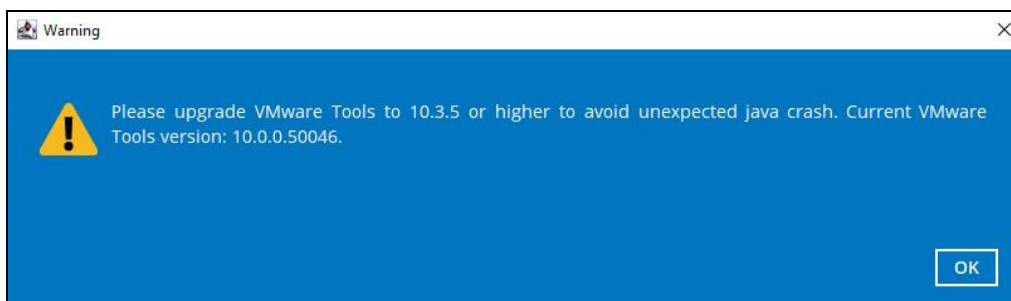 Warning
Please upgrade VMware Tools to 10.3.5 or higher to avoid unexpected java crash. Current VMware
Tools version: 10.0.0.50046.
OK